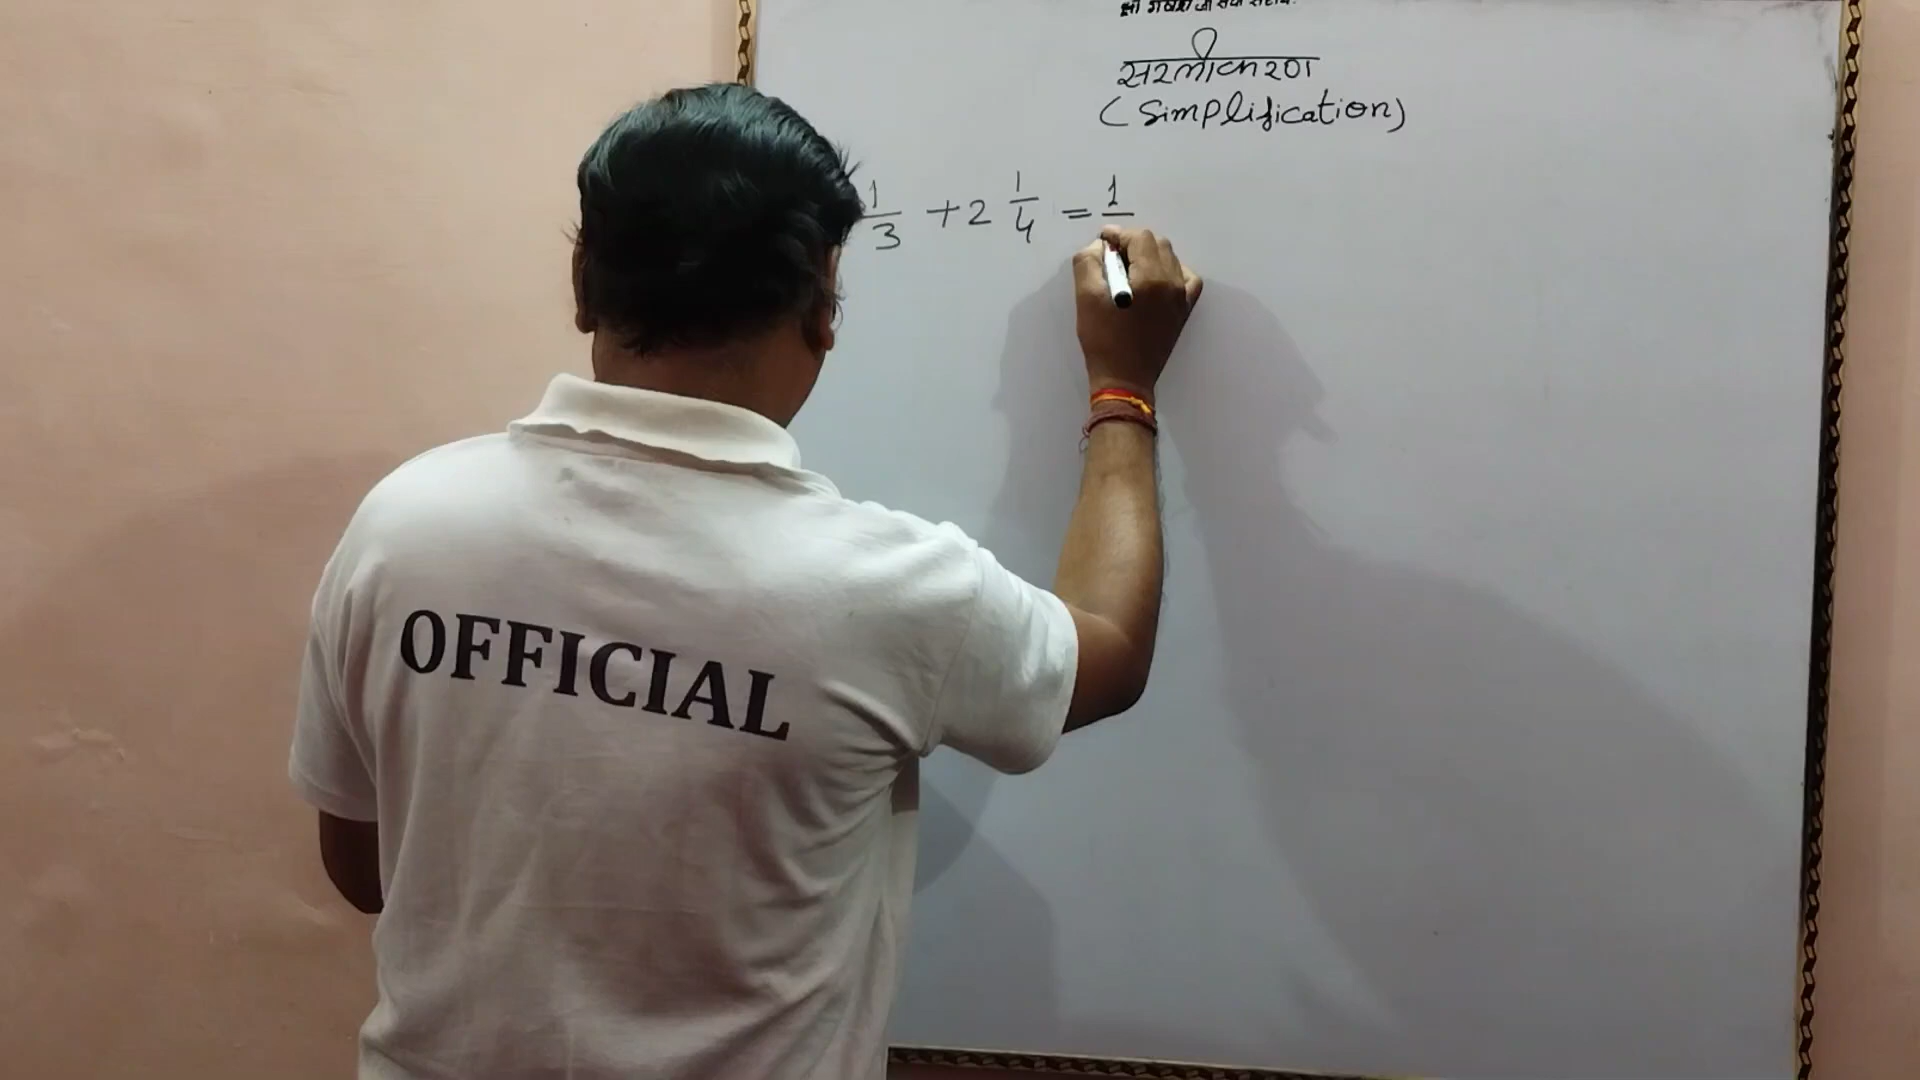 सरलीकरण
(Simplification)
1/3 + 2 1/4 = 1/
OFFICIAL